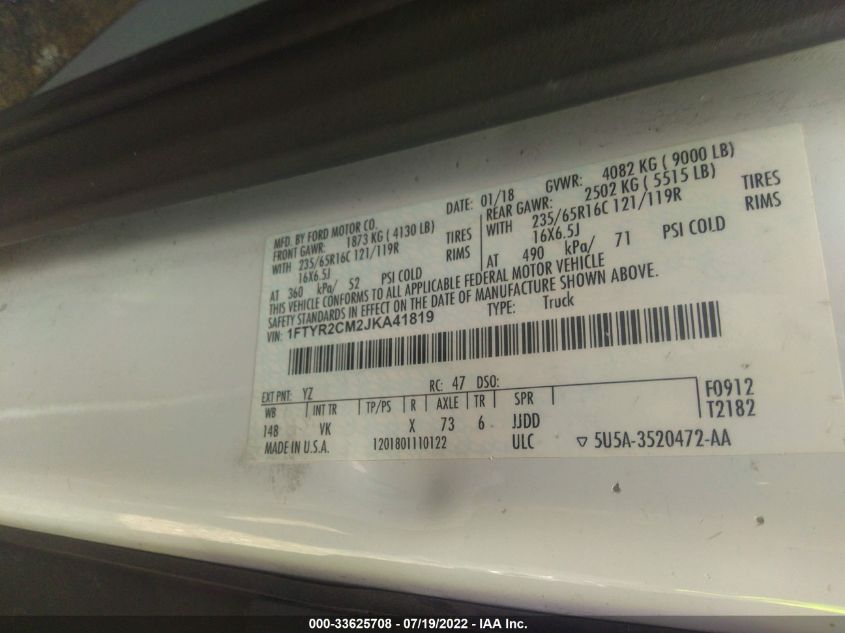 MFD. BY FORD MOTOR CO. DATE: 01/18 GVWR: 4082 KG ( 9000 LB)
FRONT GAWR: 1873 KG ( 4130 LB) REAR GAWR: 2502 KG ( 5515 LB)
WITH 235/65R16C 121/119R TIRES WITH 235/65R16C 121/119R TIRES
16X6.5J RIMS 16X6.5J RIMS
AT 360 kPa/ 52 PSI COLD AT 490 kPa/ 71 PSI COLD
THIS VEHICLE CONFORMS TO ALL APPLICABLE FEDERAL MOTOR VEHICLE
SAFETY STANDARDS IN EFFECT ON THE DATE OF MANUFACTURE SHOWN ABOVE.
VIN: 1FTYR2CM2JKA41819 TYPE: Truck
EXT PNT: YZ RC: 47 DSO: F0912
WB INT TR TP/PS R AXLE TR SPR T2182
148 VK X 73 6 JJDD
MADE IN U.S.A. 1201801110122 ULC ▽ 5U5A-3520472-AA
000-33625708 - 07/19/2022 - IAA Inc.